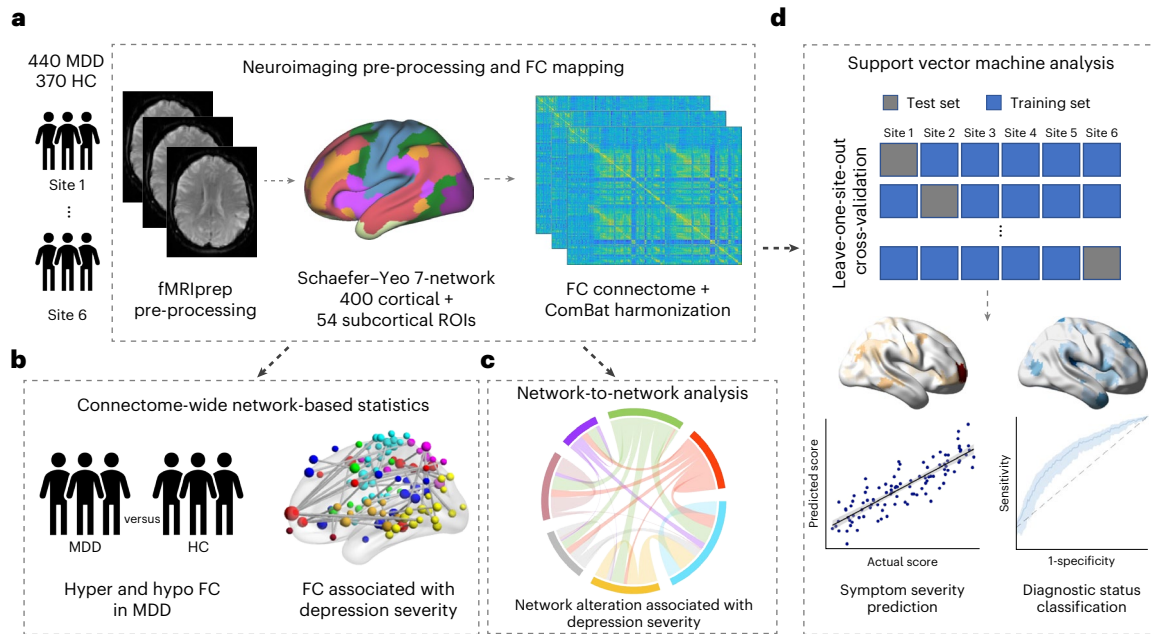 a
440 MDD
370 HC
Site 1
⋮
Site 6
Neuroimaging pre-processing and FC mapping
fMRIprep
pre-processing
Schaefer–Yeo 7-network
400 cortical +
54 subcortical ROIs
FC connectome +
ComBat harmonization
b
Connectome-wide network-based statistics
MDD
versus
HC
Hyper and hypo FC
in MDD
FC associated with
depression severity
c
Network-to-network analysis
Network alteration associated with
depression severity
d
Support vector machine analysis
Test set
Training set
Site 1 Site 2 Site 3 Site 4 Site 5 Site 6
Leave-one-site-out
cross-validation
...
Predicted score
Actual score
Symptom severity
prediction
Sensitivity
1-specificity
Diagnostic status
classification